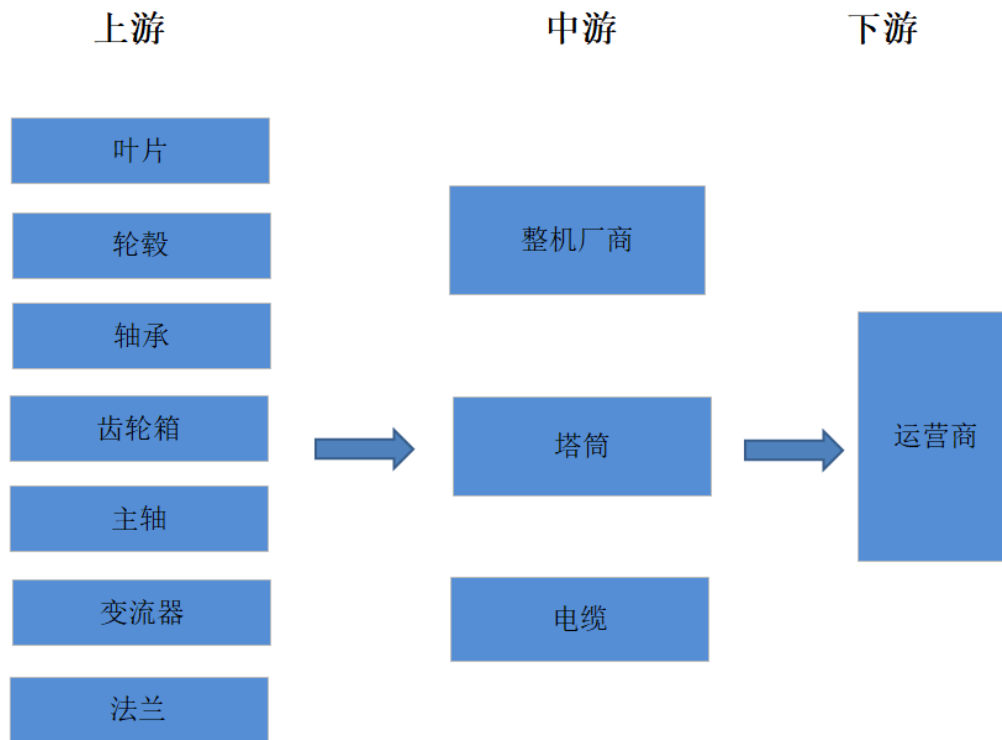 上游
中游
下游
叶片
轮毂
轴承
齿轮箱
主轴
变流器
法兰
整机厂商
塔筒
电缆
运营商